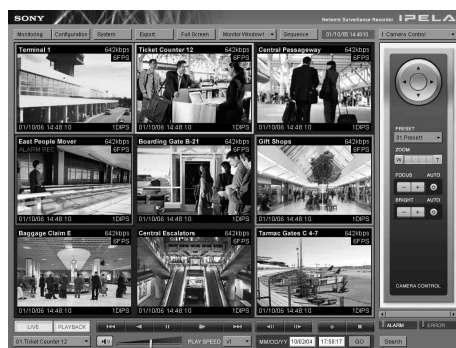 SONY
Network Surveillance Recorder IPELA
Monitoring Configuration System Export Full Screen Monitor Window1 Sequence 01/10/06 14:48:10 1.Camera Control
Terminal 1 642kbps
6FPS
01/10/06 14:48:10 1DIPS
Ticket Counter 12 642kbps
6FPS
01/10/06 14:48:10 1DIPS
Central Passageway 642kbps
6FPS
01/10/06 14:48:10 1DIPS
East People Mover 642kbps
ALARM REC 6FPS
01/10/06 14:48:10 1DIPS
Boarding Gate B-21 642kbps
6FPS
01/10/06 14:48:10 1DIPS
Gift Shops 642kbps
6FPS
01/10/06 14:48:10 1DIPS
Baggage Claim E 642kbps
6FPS
01/10/06 14:48:10 1DIPS
Central Escalators 642kbps
6FPS
01/10/06 14:48:10 1DIPS
Tarmac Gates C 4-7 642kbps
6FPS
01/10/06 14:48:10 1DIPS
PRESET
01:Preset1
ZOOM
W T
FOCUS AUTO
BRIGHT AUTO
CAMERA CONTROL
LIVE PLAYBACK
ALARM ERROR
01.Ticket Counter 12 PLAY SPEED x1 MM/DD/YY 10/02/04 17:58:17 GO Search